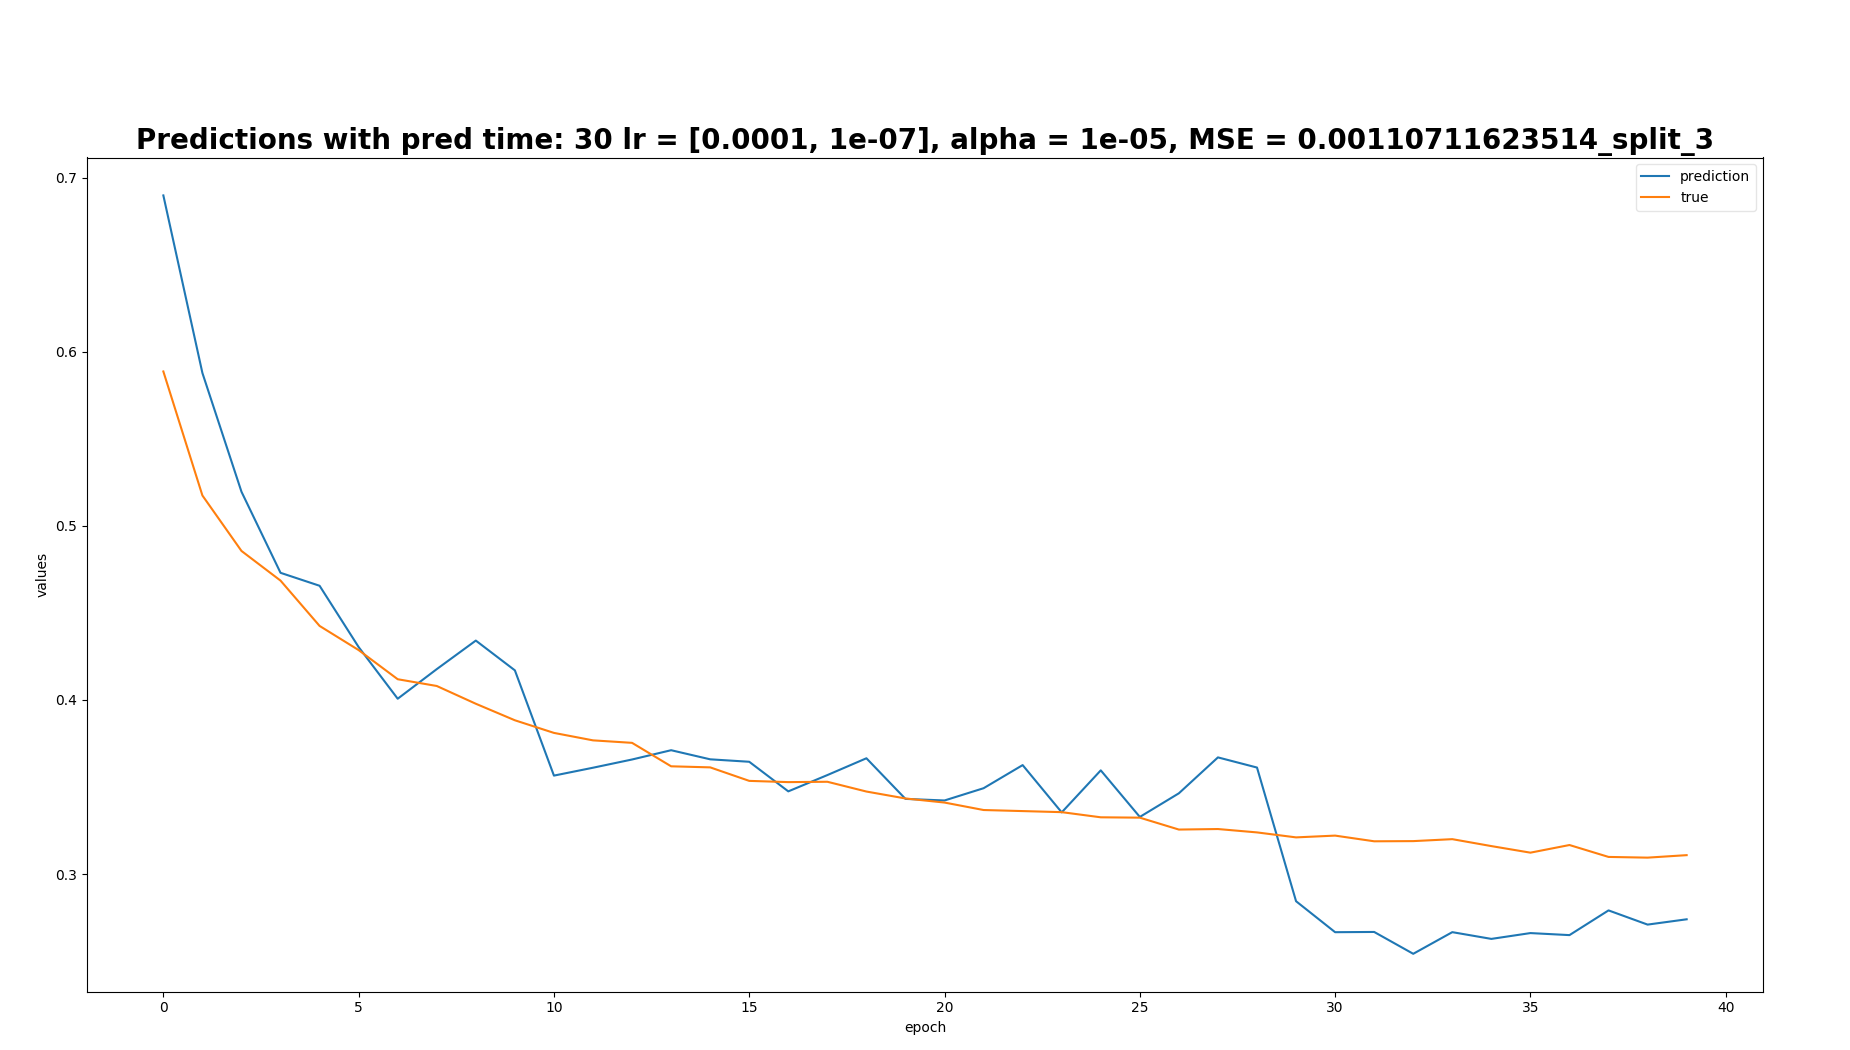 Predictions with pred time: 30 lr = [0.0001, 1e-07], alpha = 1e-05, MSE = 0.00110711623514_split_3
prediction
true
0.7
0.6
0.5
0.4
0.3
values
0 5 10 15 20 25 30 35 40
epoch